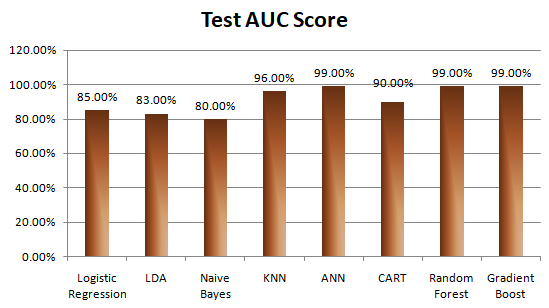 Test AUC Score
120.00%
100.00%
80.00%
60.00%
40.00%
20.00%
0.00%
85.00%
83.00%
80.00%
96.00%
99.00%
90.00%
99.00%
99.00%
Logistic
Regression
LDA
Naive
Bayes
KNN
ANN
CART
Random
Forest
Gradient
Boost